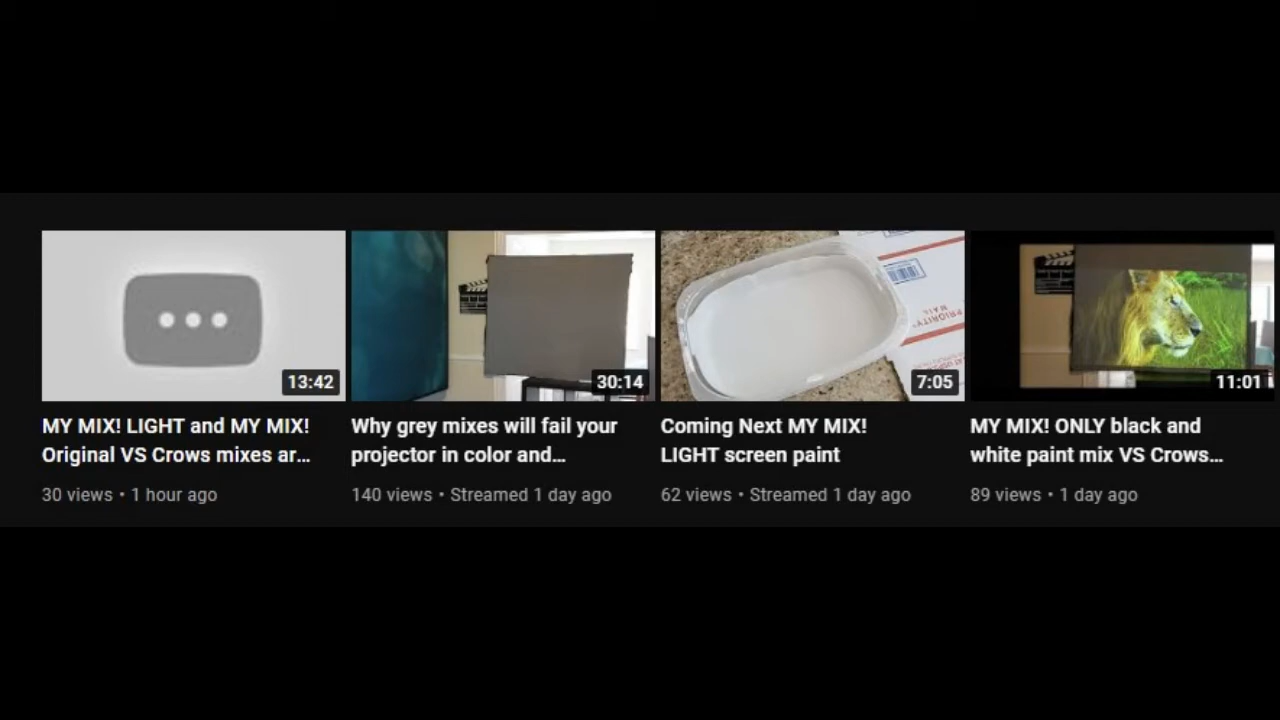 13:42
30:14
PRIORITY
MAIL
7:05
11:01
MY MIX! LIGHT and MY MIX!
Original VS Crows mixes ar...
30 views • 1 hour ago
Why grey mixes will fail your
projector in color and...
140 views • Streamed 1 day ago
Coming Next MY MIX!
LIGHT screen paint
62 views • Streamed 1 day ago
MY MIX! ONLY black and
white paint mix VS Crows...
89 views • 1 day ago